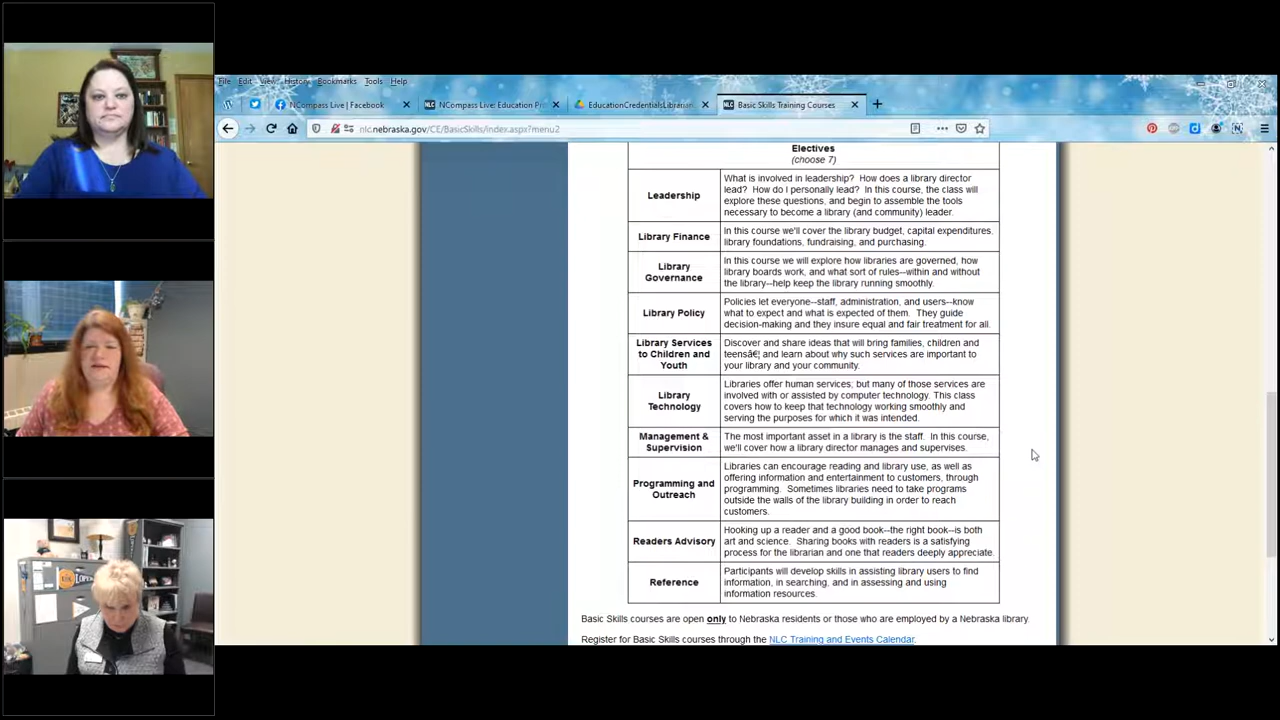 File Edit View History Bookmarks Tools Help
NCompass Live | Facebook
NCompass Live: Education Pr
EducationCredentialsLibrarian
Basic Skills Training Courses
nlc.nebraska.gov/CE/BasicSkills/index.aspx?menu2
Electives
(choose 7)
Leadership
What is involved in leadership? How does a library director
lead? How do I personally lead? In this course, the class will
explore these questions, and begin to assemble the tools
necessary to become a library (and community) leader.
Library Finance
In this course we'll cover the library budget, capital expenditures,
library foundations, fundraising, and purchasing.
Library
Governance
In this course we will explore how libraries are governed, how
library boards work, and what sort of rules--within and without
the library--help keep the library running smoothly.
Library Policy
Policies let everyone--staff, administration, and users--know
what to expect and what is expected of them. They guide
decision-making and they insure equal and fair treatment for all.
Library Services
to Children and
Youth
Discover and share ideas that will bring families, children and
teensâ€¦ and learn about why such services are important to
your library and your community.
Library
Technology
Libraries offer human services; but many of those services are
involved with or assisted by computer technology. This class
covers how to keep that technology working smoothly and
serving the purposes for which it was intended.
Management &
Supervision
The most important asset in a library is the staff. In this course,
we'll cover how a library director manages and supervises.
Programming and
Outreach
Libraries can encourage reading and library use, as well as
offering information and entertainment to customers, through
programming. Sometimes libraries need to take programs
outside the walls of the library building in order to reach
customers.
Readers Advisory
Hooking up a reader and a good book--the right book--is both
art and science. Sharing books with readers is a satisfying
process for the librarian and one that readers deeply appreciate.
Reference
Participants will develop skills in assisting library users to find
information, in searching, and in assessing and using
information resources.
Basic Skills courses are open only to Nebraska residents or those who are employed by a Nebraska library.
Register for Basic Skills courses through the NLC Training and Events Calendar.